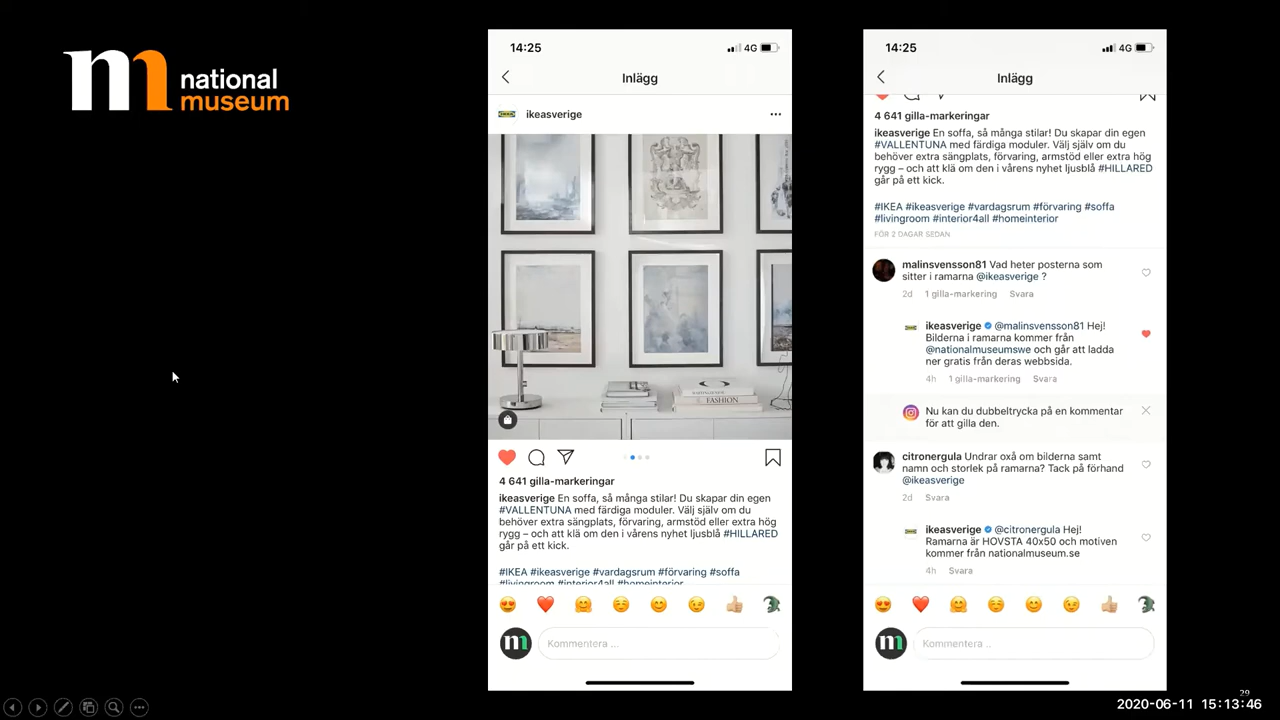 national
museum
14:25
4G
Inlägg
ikeasverige
FASHION
4 641 gilla-markeringar
ikeasverige En soffa, så många stilar! Du skapar din egen
#VALLENTUNA med färdiga moduler. Välj själv om du
behöver extra sängplats, förvaring, armstöd eller extra hög
rygg – och att klä om den i vårens nyhet ljusblå #HILLARED
går på ett kick.
#IKEA #ikeasverige #vardagsrum #förvaring #soffa
#livingroom #interior4all #homeinterior
Kommentera ...
14:25
4G
Inlägg
4 641 gilla-markeringar
ikeasverige En soffa, så många stilar! Du skapar din egen
#VALLENTUNA med färdiga moduler. Välj själv om du
behöver extra sängplats, förvaring, armstöd eller extra hög
rygg – och att klä om den i vårens nyhet ljusblå #HILLARED
går på ett kick.
#IKEA #ikeasverige #vardagsrum #förvaring #soffa
#livingroom #interior4all #homeinterior
FÖR 2 DAGAR SEDAN
malinsvensson81 Vad heter posterna som
sitter i ramarna @ikeasverige ?
2d 1 gilla-markering Svara
ikeasverige @malinsvensson81 Hej!
Bilderna i ramarna kommer från
@nationalmuseumswe och går att ladda
ner gratis från deras webbsida.
4h 1 gilla-markering Svara
Nu kan du dubbeltrycka på en kommentar
för att gilla den.
citronergula Undrar oxå om bilderna samt
namn och storlek på ramarna? Tack på förhand
@ikeasverige
2d Svara
ikeasverige @citronergula Hej!
Ramarna är HOVSTA 40x50 och motiven
kommer från nationalmuseum.se
4h Svara
Kommentera ..
29
2020-06-11 15:13:46